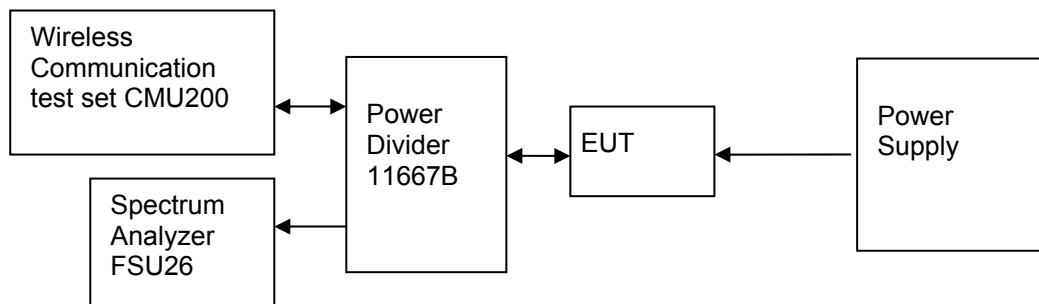 Wireless
Communication
test set CMU200
Power
Divider
11667B
EUT
Power
Supply
Spectrum
Analyzer
FSU26